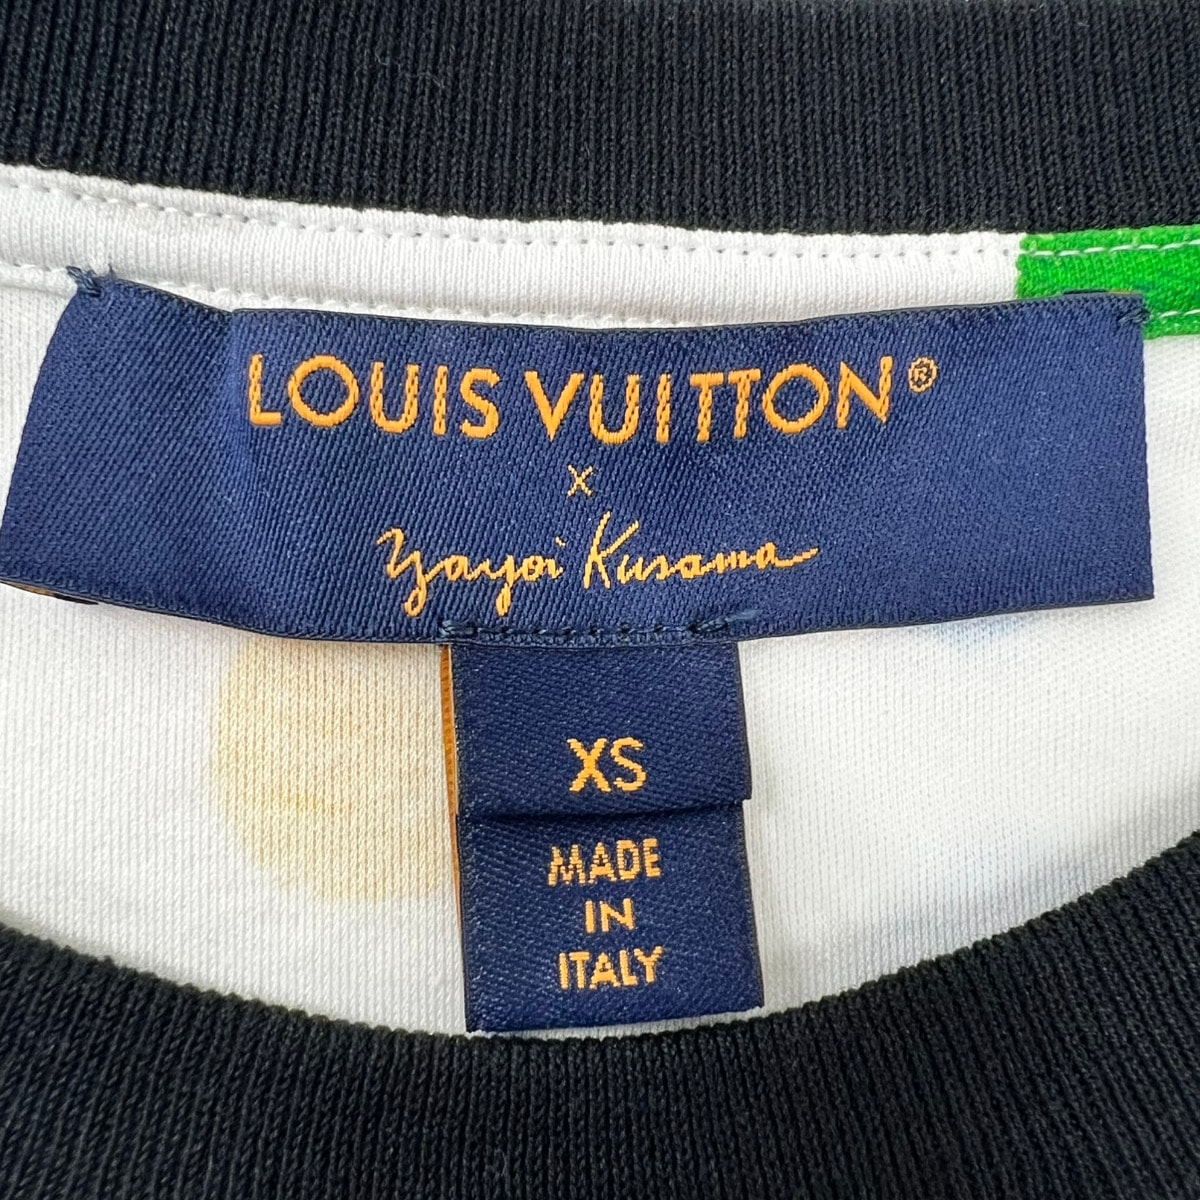 LOUIS VUITTON®
x
Yayoi Kusama
XS
MADE
IN
ITALY